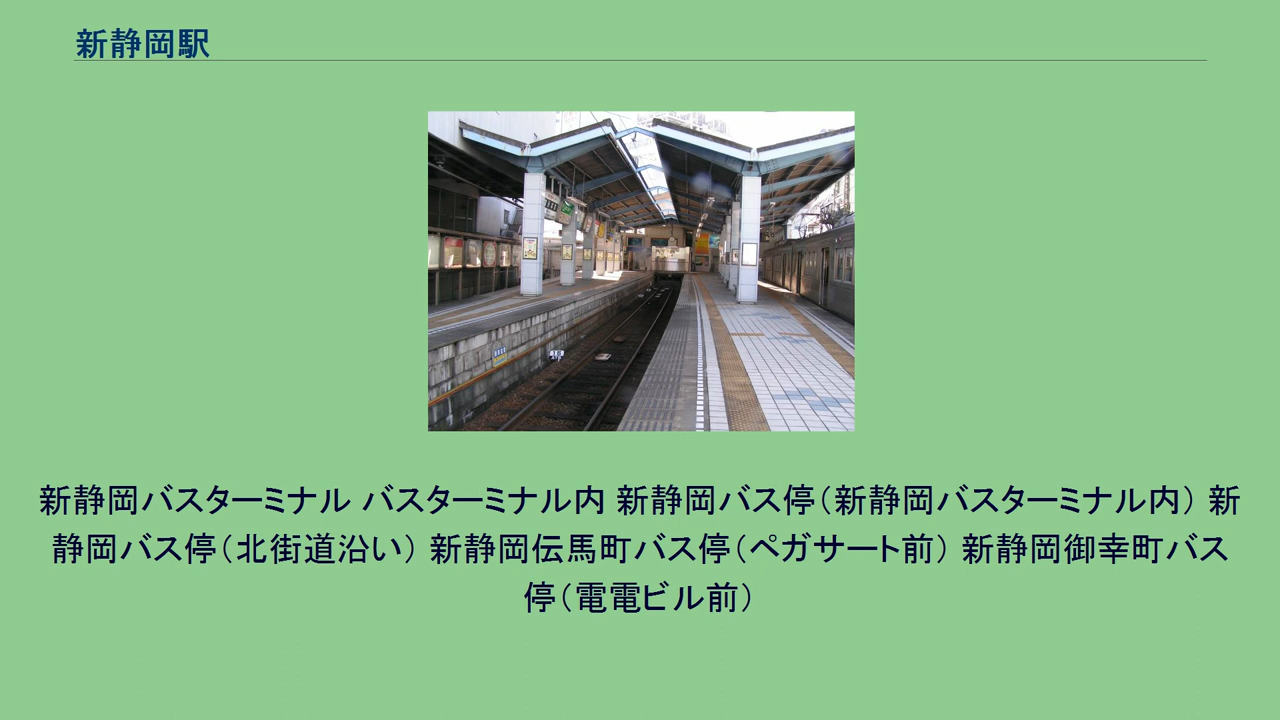 新静岡駅
新静岡バスターミナル バスターミナル内 新静岡バス停（新静岡バスターミナル内） 新
静岡バス停（北街道沿い） 新静岡伝馬町バス停（ペガサート前） 新静岡御幸町バス
停（電電ビル前）